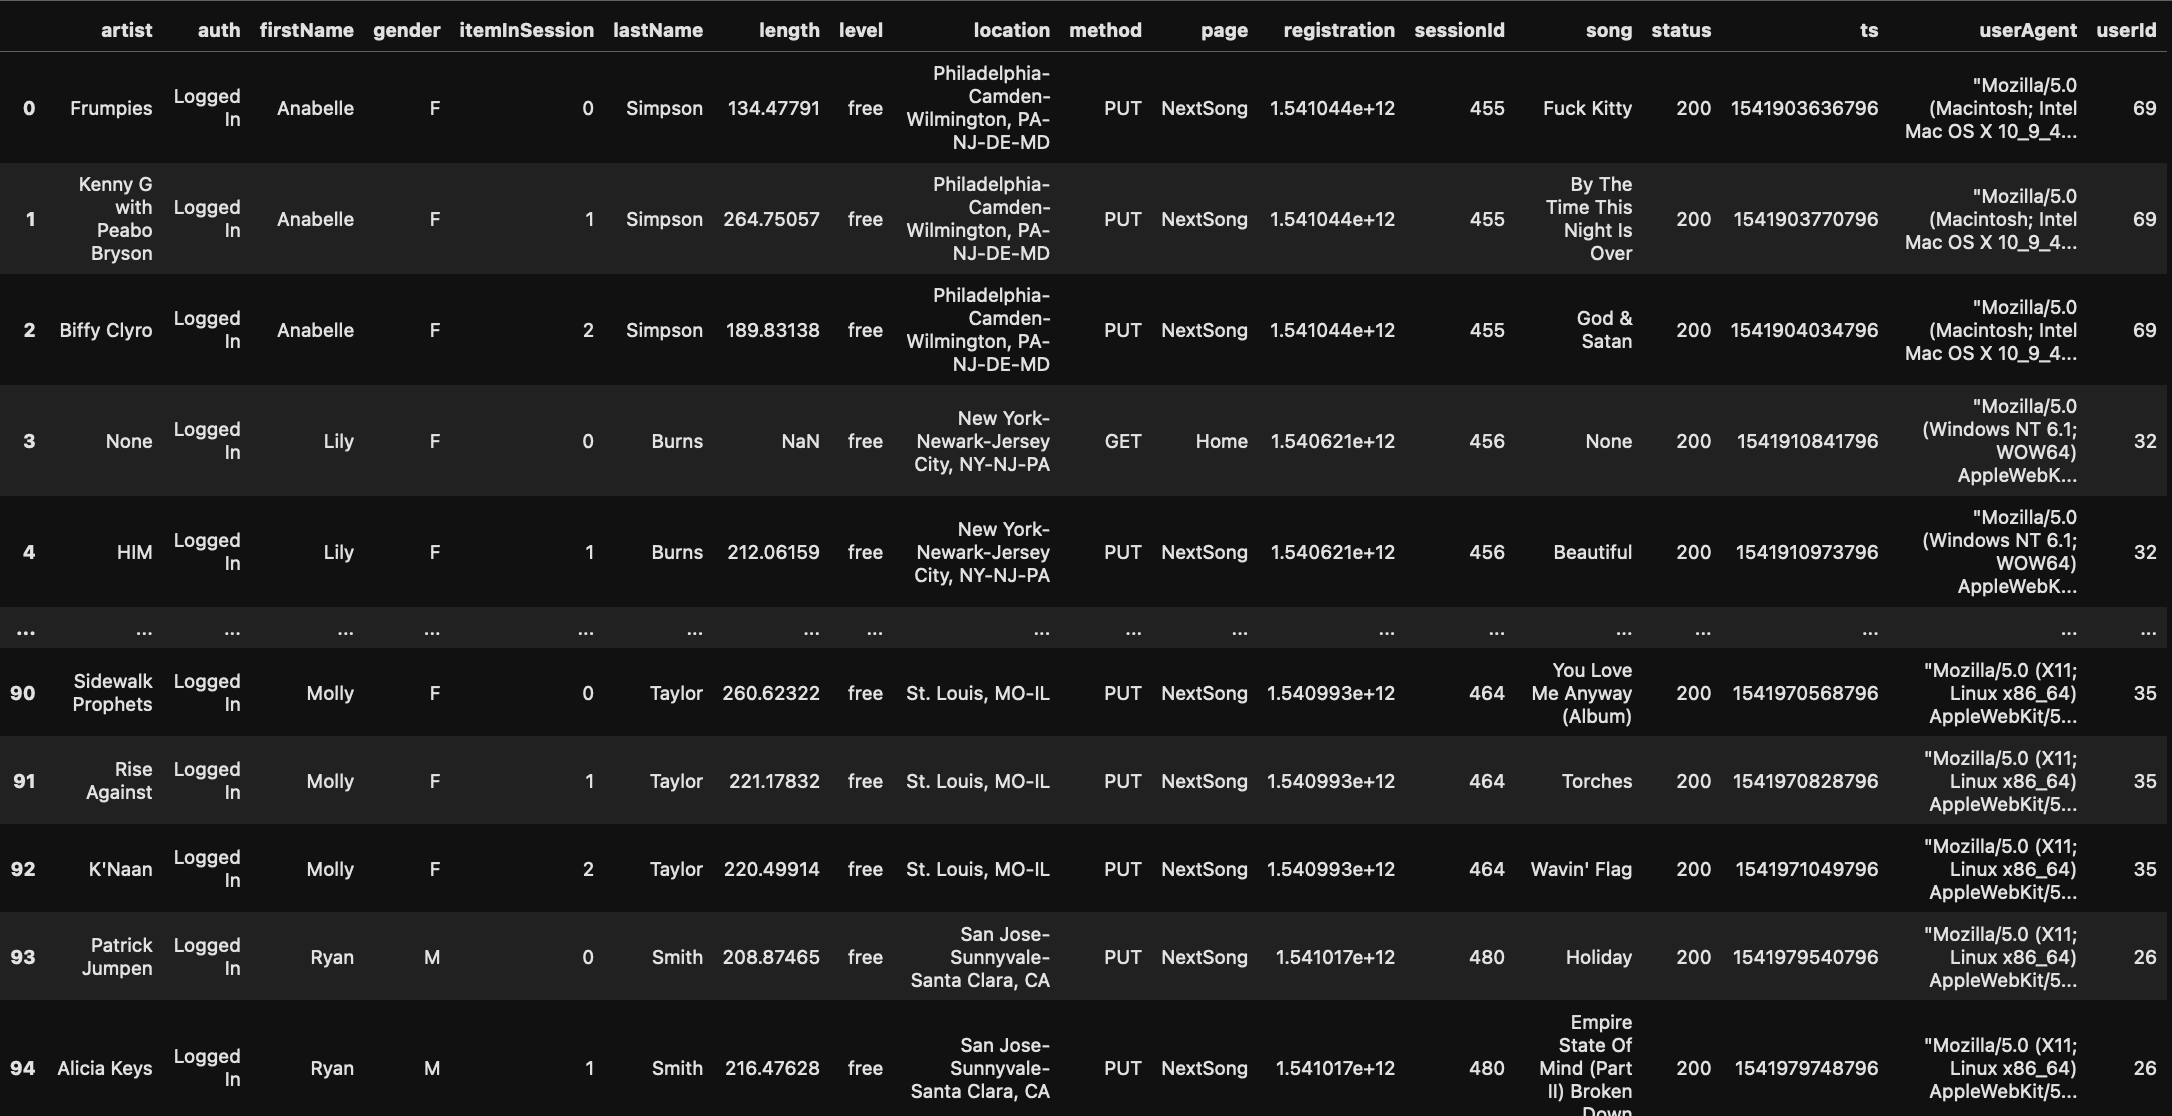 artist auth firstName gender itemInSession lastName length level location method page registration sessionId song status ts userAgent userId
0 Frumpies Logged In Anabelle F 0 Simpson 134.47791 free Philadelphia-Camden-Wilmington, PA-NJ-DE-MD PUT NextSong 1.541044e+12 455 Fuck Kitty 200 1541903636796 "Mozilla/5.0 (Macintosh; Intel Mac OS X 10_9_4... 69
1 Kenny G with Peabo Bryson Logged In Anabelle F 1 Simpson 264.75057 free Philadelphia-Camden-Wilmington, PA-NJ-DE-MD PUT NextSong 1.541044e+12 455 By The Time This Night Is Over 200 1541903770796 "Mozilla/5.0 (Macintosh; Intel Mac OS X 10_9_4... 69
2 Biffy Clyro Logged In Anabelle F 2 Simpson 189.83138 free Philadelphia-Camden-Wilmington, PA-NJ-DE-MD PUT NextSong 1.541044e+12 455 God & Satan 200 1541904034796 "Mozilla/5.0 (Macintosh; Intel Mac OS X 10_9_4... 69
3 None Logged In Lily F 0 Burns NaN free New York-Newark-Jersey City, NY-NJ-PA GET Home 1.540621e+12 456 None 200 1541910841796 "Mozilla/5.0 (Windows NT 6.1; WOW64) AppleWebK... 32
4 HIM Logged In Lily F 1 Burns 212.06159 free New York-Newark-Jersey City, NY-NJ-PA PUT NextSong 1.540621e+12 456 Beautiful 200 1541910973796 "Mozilla/5.0 (Windows NT 6.1; WOW64) AppleWebK... 32
... ... ... ... ... ... ... ... ... ... ... ... ... ... ... ... ... ... ...
90 Sidewalk Prophets Logged In Molly F 0 Taylor 260.62322 free St. Louis, MO-IL PUT NextSong 1.540993e+12 464 You Love Me Anyway (Album) 200 1541970568796 "Mozilla/5.0 (X11; Linux x86_64) AppleWebKit/5... 35
91 Rise Against Logged In Molly F 1 Taylor 221.17832 free St. Louis, MO-IL PUT NextSong 1.540993e+12 464 Torches 200 1541970828796 "Mozilla/5.0 (X11; Linux x86_64) AppleWebKit/5... 35
92 K'Naan Logged In Molly F 2 Taylor 220.49914 free St. Louis, MO-IL PUT NextSong 1.540993e+12 464 Wavin' Flag 200 1541971049796 "Mozilla/5.0 (X11; Linux x86_64) AppleWebKit/5... 35
93 Patrick Jumpen Logged In Ryan M 0 Smith 208.87465 free San Jose-Sunnyvale-Santa Clara, CA PUT NextSong 1.541017e+12 480 Holiday 200 1541979540796 "Mozilla/5.0 (X11; Linux x86_64) AppleWebKit/5... 26
94 Alicia Keys Logged In Ryan M 1 Smith 216.47628 free San Jose-Sunnyvale-Santa Clara, CA PUT NextSong 1.541017e+12 480 Empire State Of Mind (Part II) Broken Down 200 1541979748796 "Mozilla/5.0 (X11; Linux x86_64) AppleWebKit/5... 26